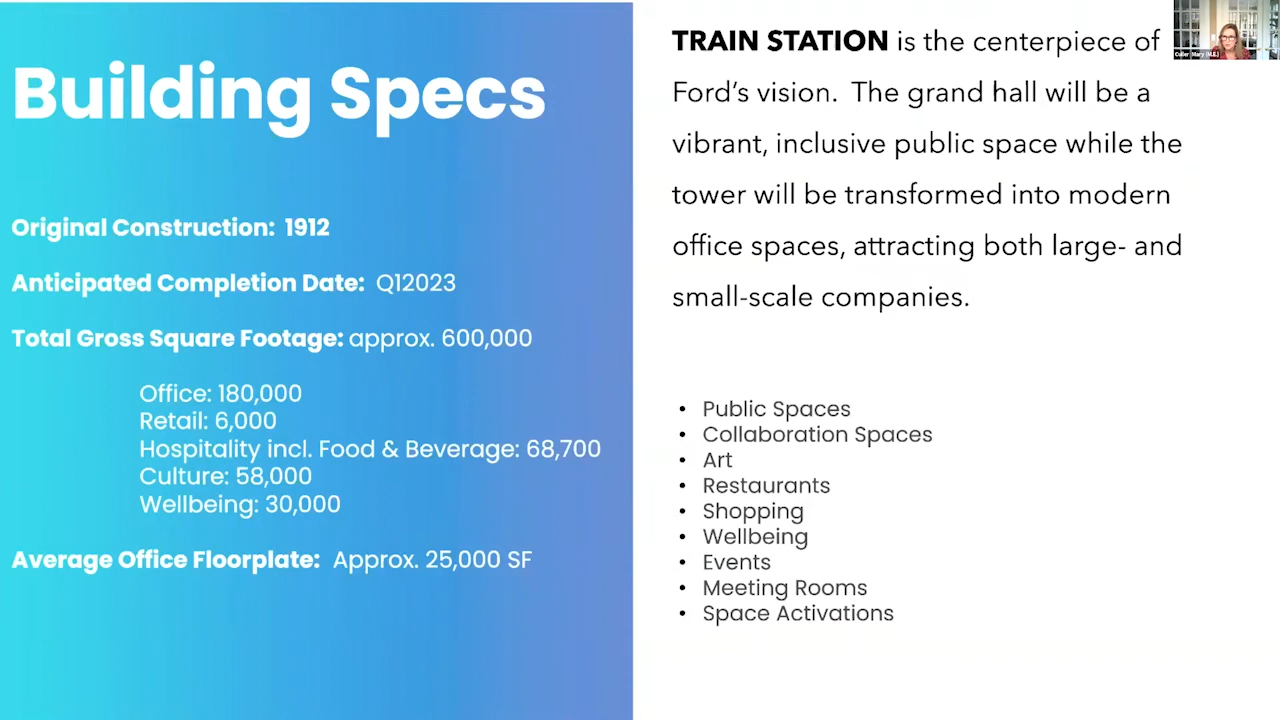 Building Specs
Original Construction: 1912
Anticipated Completion Date: Q12023
Total Gross Square Footage: approx. 600,000
Office: 180,000
Retail: 6,000
Hospitality incl. Food & Beverage: 68,700
Culture: 58,000
Wellbeing: 30,000
Average Office Floorplate: Approx. 25,000 SF
TRAIN STATION is the centerpiece of
Ford's vision. The grand hall will be a
vibrant, inclusive public space while the
tower will be transformed into modern
office spaces, attracting both large- and
small-scale companies.
• Public Spaces
• Collaboration Spaces
• Art
• Restaurants
• Shopping
• Wellbeing
• Events
• Meeting Rooms
• Space Activations
Culler Mary (M.E.)